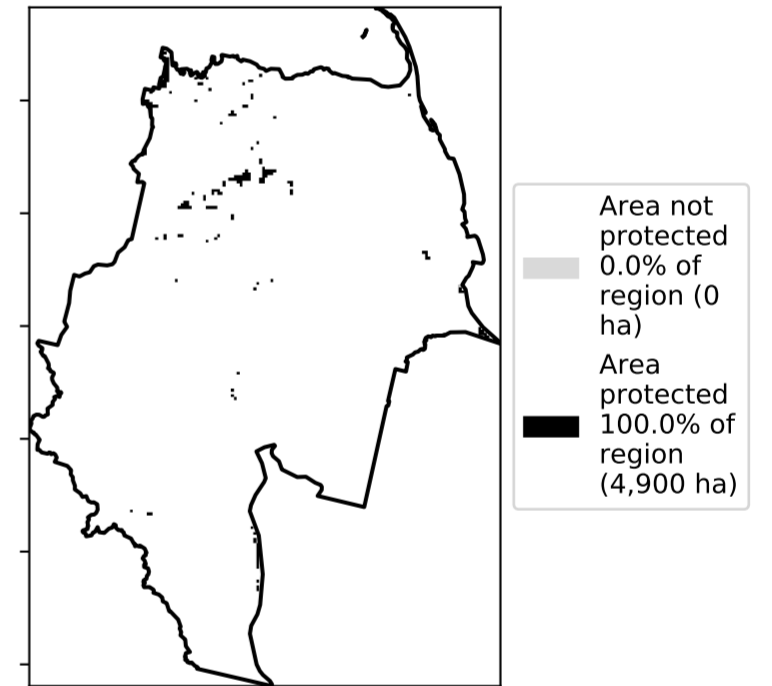 Area not
protected
0.0% of
region (0
ha)
Area
protected
100.0% of
region
(4,900 ha)